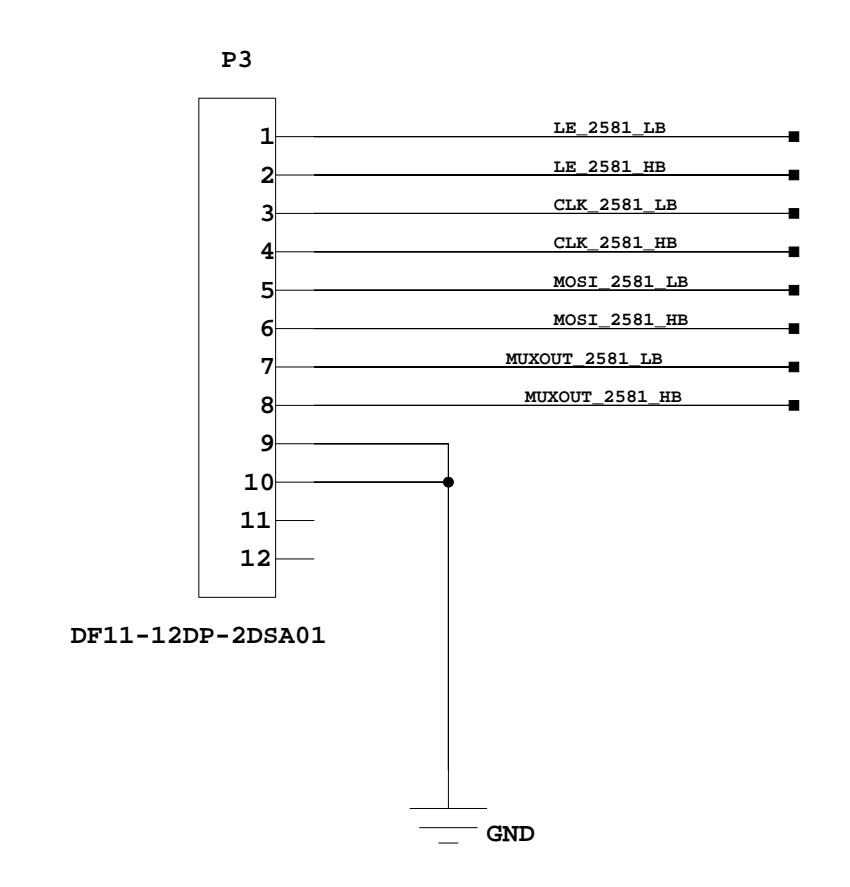 P3
1 LE_2581_LB
2 LE_2581_HB
3 CLK_2581_LB
4 CLK_2581_HB
5 MOSI_2581_LB
6 MOSI_2581_HB
7 MUXOUT_2581_LB
8 MUXOUT_2581_HB
9
10
11
12
DF11-12DP-2DSA01
GND